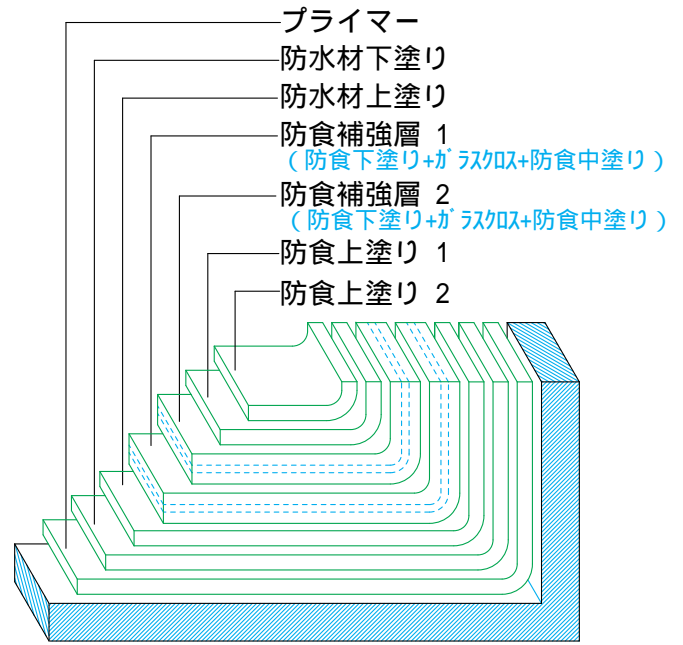 プライマー
防水材下塗り
防水材上塗り
防食補強層 1
（防食下塗り+ｶﾞﾗｽｸﾛｽ+防食中塗り）
防食補強層 2
（防食下塗り+ｶﾞﾗｽｸﾛｽ+防食中塗り）
防食上塗り 1
防食上塗り 2